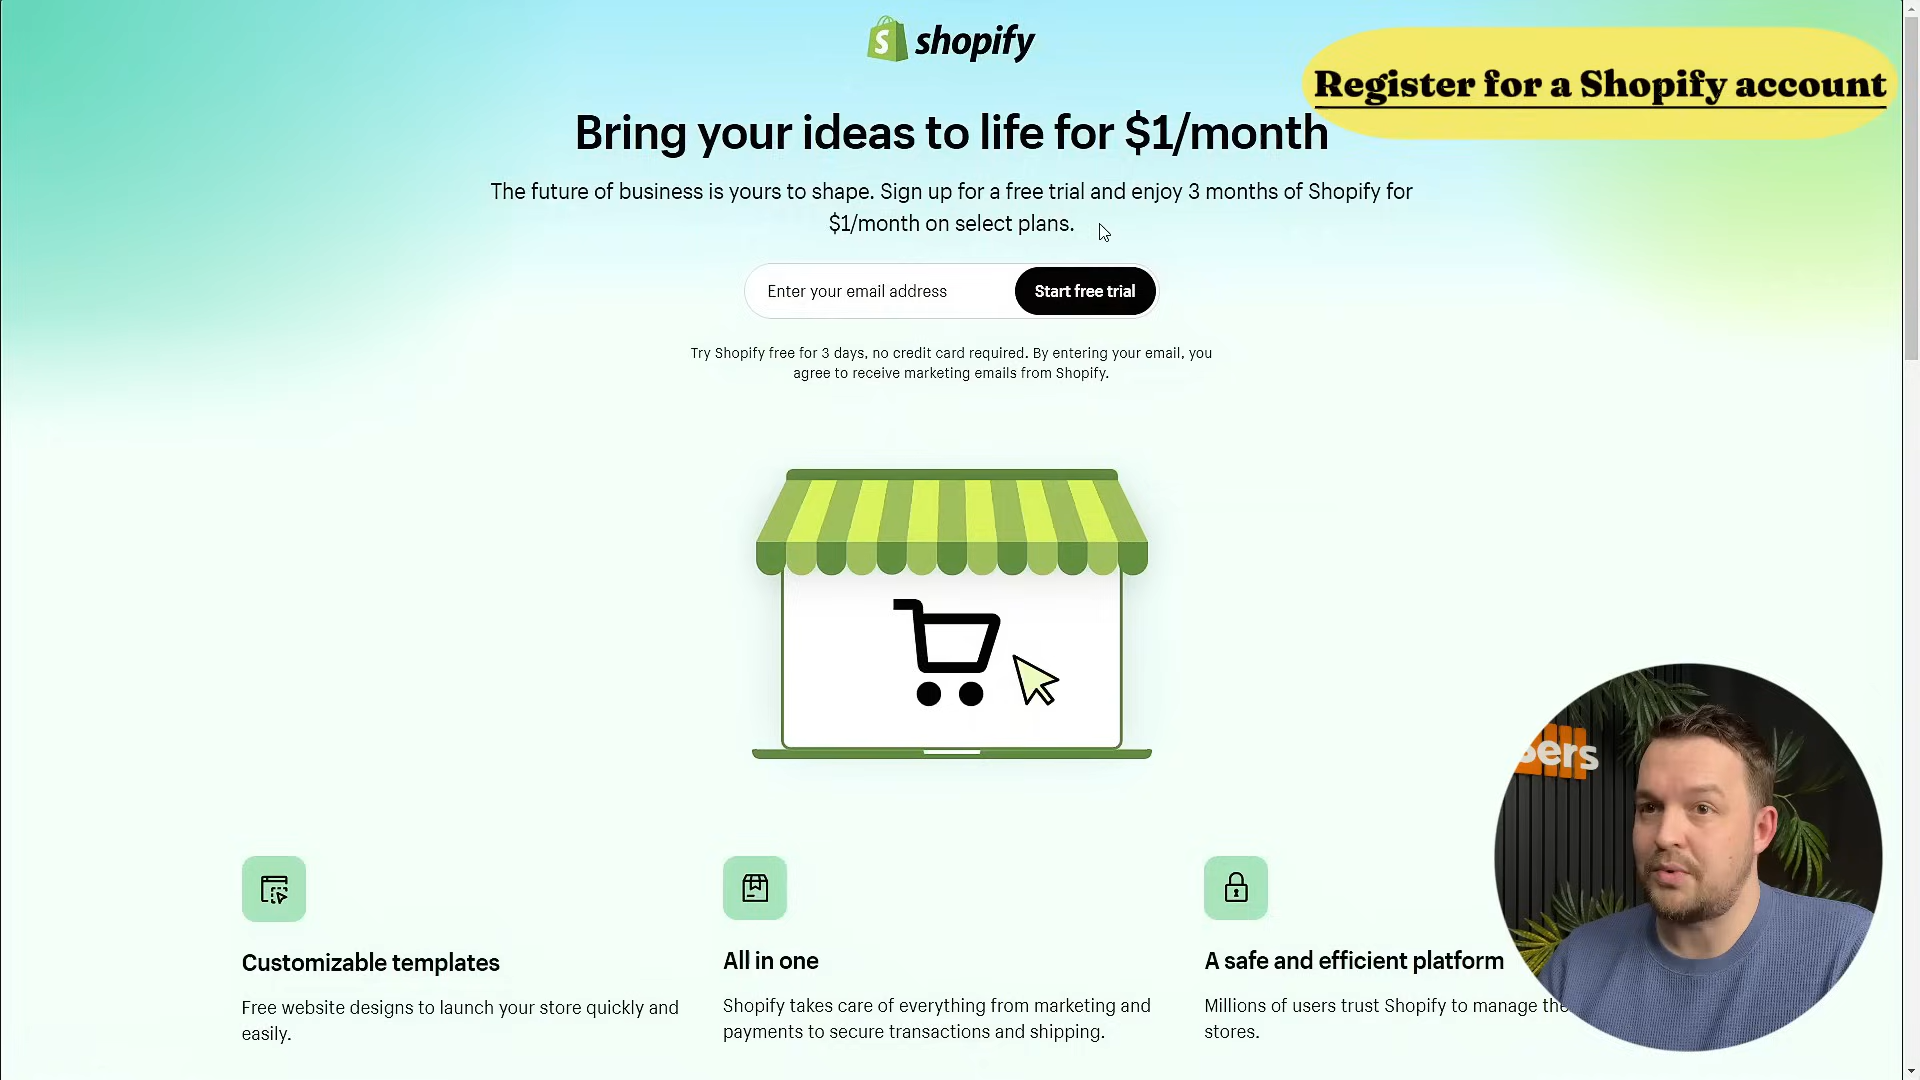 shopify
Register for a Shopify account
Bring your ideas to life for $1/month
The future of business is yours to shape. Sign up for a free trial and enjoy 3 months of Shopify for
$1/month on select plans.
Enter your email address
Start free trial
Try Shopify free for 3 days, no credit card required. By entering your email, you
agree to receive marketing emails from Shopify.
sers
Customizable templates
Free website designs to launch your store quickly and
easily.
All in one
Shopify takes care of everything from marketing and
payments to secure transactions and shipping.
A safe and efficient platform
Millions of users trust Shopify to manage
stores.